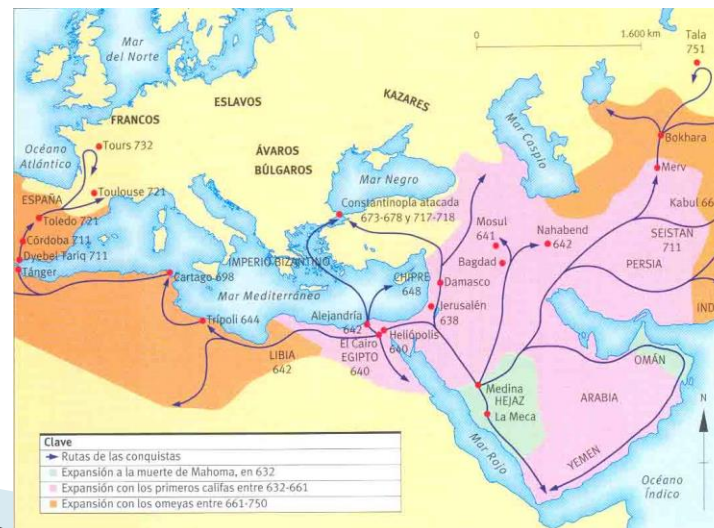 Mar
del Norte
0
1.600 km
Tala
751
ESLAVOS
KAZARES
FRANCOS
Océano
Atlántico
Tours 732
ÁVAROS
BÚLGAROS
Mar Caspio
Bokhara
Mar Negro
Merv
Toulouse 721
ESPAÑA
Toledo 721
Constantinopla atacada
673-678 y 717-718
Mosul
641
Nahabend
642
Kabul 66
SEISTAN
711
Córdoba 711
Dyebel Tariq 711
Tánger
IMPERIO BIZANTINO
Bagdad
PERSIA
Cartago 698
CHIPRE
648
Damasco
Mar Mediterráneo
Jerusalén
638
IND
Trípoli 644
Alejandría
642
Heliópolis
640
El Cairo
EGIPTO
640
LIBIA
642
OMÁN
Medina
HEJAZ
ARABIA
La Meca
N
Mar Rojo
YEMEN
Océano
Índico
Clave
Rutas de las conquistas
Expansión a la muerte de Mahoma, en 632
Expansión con los primeros califas entre 632-661
Expansión con los omeyas entre 661-750